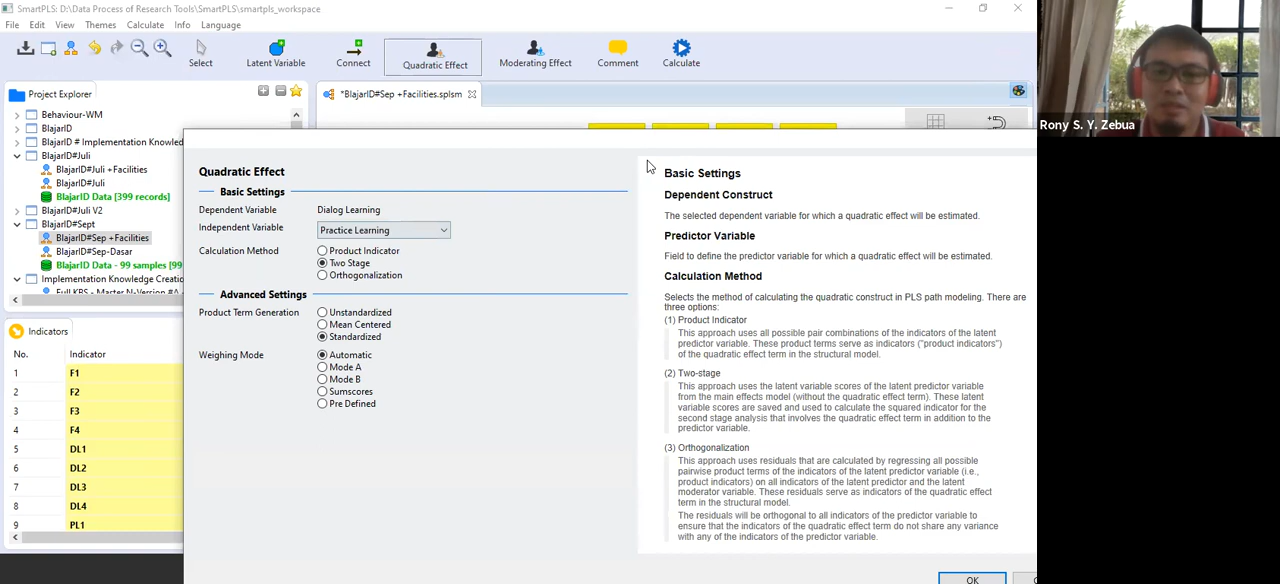 SmartPLS: D:\Data Process of Research Tools\SmartPLS\smartpls_workspace
File Edit View Themes Calculate Info Language
Select Latent Variable Connect Quadratic Effect Moderating Effect Comment Calculate
Project Explorer
*BlajarID#Sep +Facilities.splsm
Behaviour-WM
BlajarID
BlajarID # Implementation Knowled
BlajarID#Juli
BlajarID#Juli +Facilities
BlajarID#Juli
BlajarID Data [399 records]
BlajarID#Juli V2
BlajarID#Sept
BlajarID#Sep +Facilities
BlajarID#Sep-Dasar
BlajarID Data - 99 samples [99
Implementation Knowledge Creatio
Indicators
No. Indicator
1 F1
2 F2
3 F3
4 F4
5 DL1
6 DL2
7 DL3
8 DL4
9 PL1
Quadratic Effect
Basic Settings
Dependent Variable Dialog Learning
Independent Variable Practice Learning
Calculation Method Product Indicator
Two Stage
Orthogonalization
Advanced Settings
Product Term Generation Unstandardized
Mean Centered
Standardized
Weighing Mode Automatic
Mode A
Mode B
Sumscores
Pre Defined
Basic Settings
Dependent Construct
The selected dependent variable for which a quadratic effect will be estimated.
Predictor Variable
Field to define the predictor variable for which a quadratic effect will be estimated.
Calculation Method
Selects the method of calculating the quadratic construct in PLS path modeling. There are
three options:
(1) Product Indicator
This approach uses all possible pair combinations of the indicators of the latent
predictor variable. These product terms serve as indicators ("product indicators")
of the quadratic effect term in the structural model.
(2) Two-stage
This approach uses the latent variable scores of the latent predictor variable
from the main effects model (without the quadratic effect term). These latent
variable scores are saved and used to calculate the squared indicator for the
second stage analysis that involves the quadratic effect term in addition to the
predictor variable.
(3) Orthogonalization
This approach uses residuals that are calculated by regressing all possible
pairwise product terms of the indicators of the latent predictor variable (i.e.,
product indicators) on all indicators of the latent predictor and the latent
moderator variable. These residuals serve as indicators of the quadratic effect
term in the structural model.
The residuals will be orthogonal to all indicators of the predictor variable to
ensure that the indicators of the quadratic effect term do not share any variance
with any of the indicators of the predictor variable.
OK
Rony S. Y. Zebua